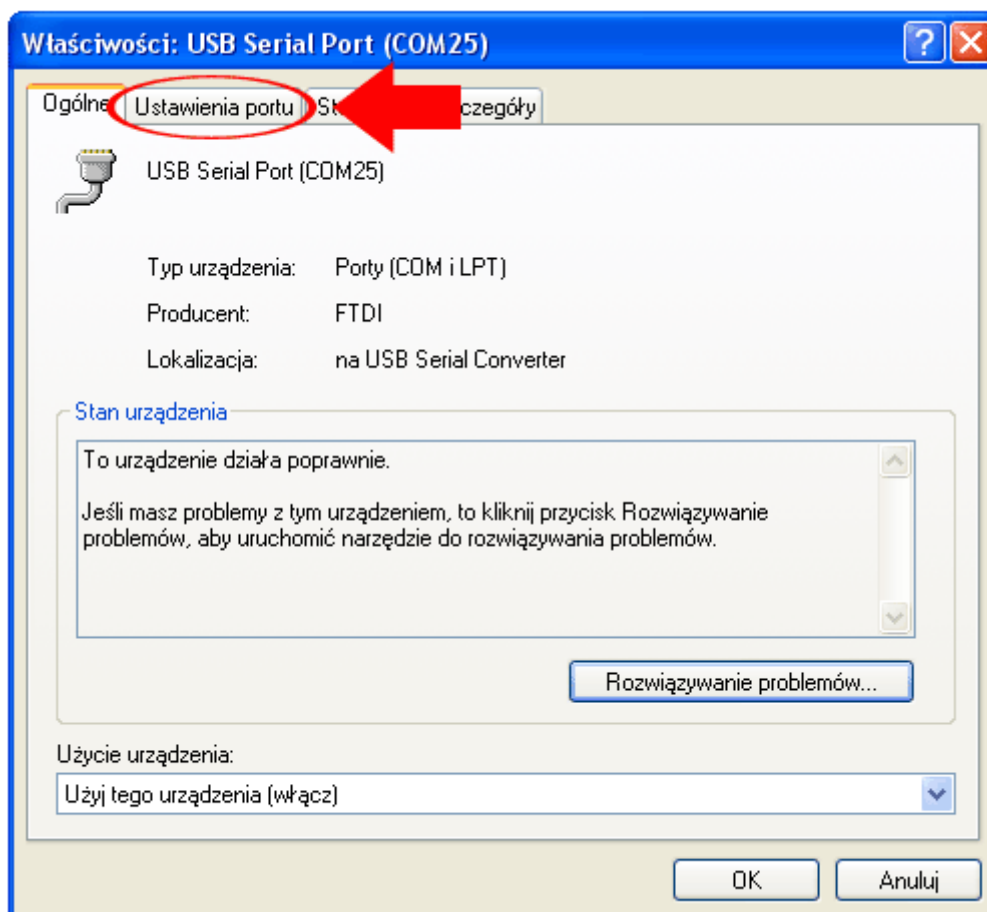 Właściwości: USB Serial Port (COM25)
Ogólne Ustawienia portu
USB Serial Port (COM25)
Typ urządzenia: Porty (COM i LPT)
Producent: FTDI
Lokalizacja: na USB Serial Converter
Stan urządzenia
To urządzenie działa poprawnie.
Jeśli masz problemy z tym urządzeniem, to kliknij przycisk Rozwiązywanie
problemów, aby uruchomić narzędzie do rozwiązywania problemów.
Rozwiązywanie problemów...
Użycie urządzenia:
Użyj tego urządzenia (włącz)
OK Anuluj